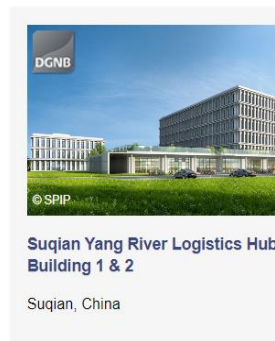 DGNB
© SPIP
Suqian Yang River Logistics Hub
Building 1 & 2
Suqian, China